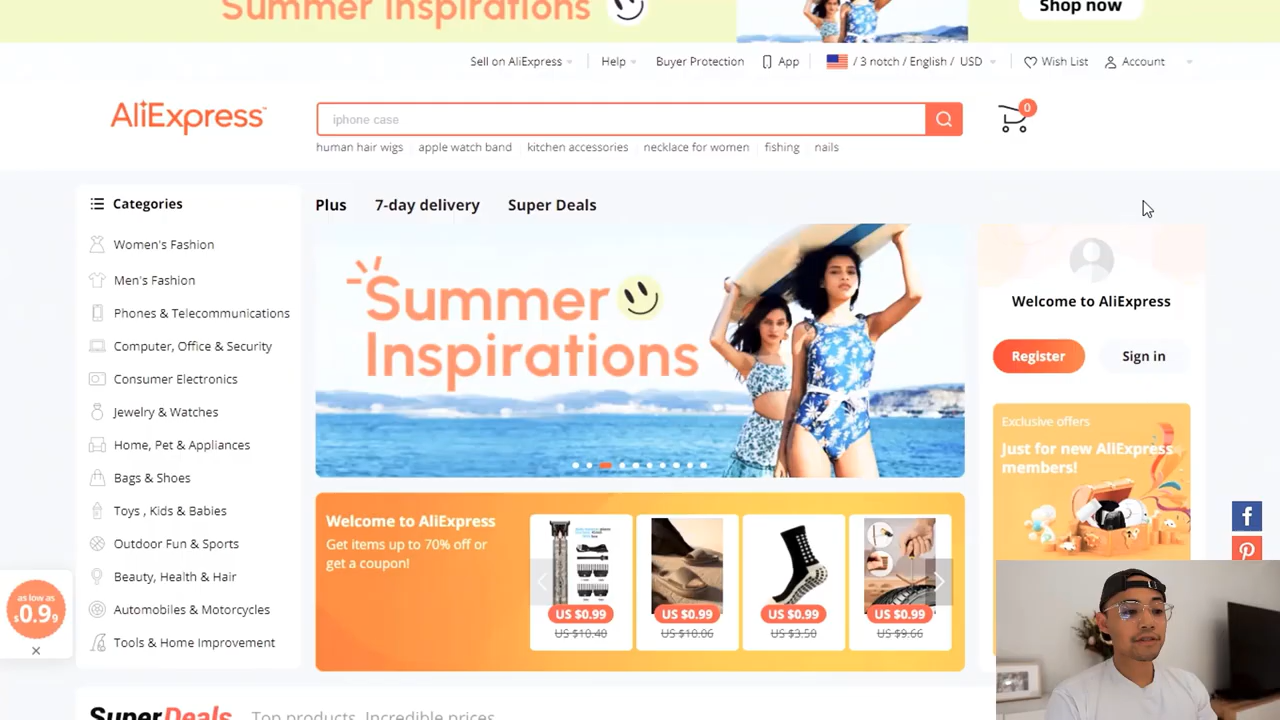 Summer Inspirations
Shop now
Sell on AliExpress
Help
Buyer Protection
App
/ 3 notch / English / USD
Wish List
Account
AliExpress
iphone case
0
human hair wigs
apple watch band
kitchen accessories
necklace for women
fishing
nails
Categories
Women's Fashion
Men's Fashion
Phones & Telecommunications
Computer, Office & Security
Consumer Electronics
Jewelry & Watches
Home, Pet & Appliances
Bags & Shoes
Toys , Kids & Babies
Outdoor Fun & Sports
Beauty, Health & Hair
Automobiles & Motorcycles
Tools & Home Improvement
Plus
7-day delivery
Super Deals
Summer
Inspirations
Welcome to AliExpress
Register
Sign in
Exclusive offers
Just for new AliExpress
members!
Welcome to AliExpress
Get items up to 70% off or
get a coupon!
US $0.99
US $10.40
US $0.99
US $10.06
US $0.99
US $3.50
US $0.99
US $9.66
as low as
$0.99
SuperDeals
Top products. Incredible prices.